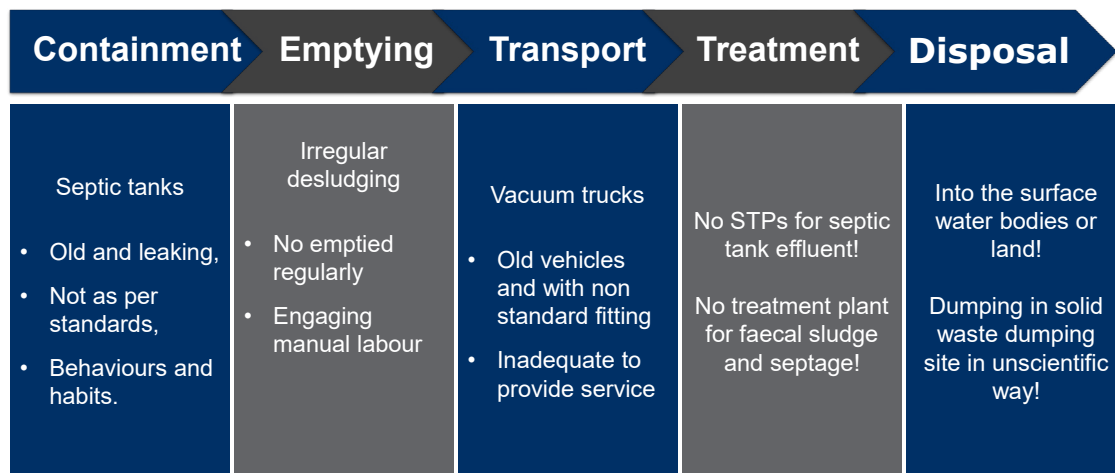 Containment
Emptying
Transport
Treatment
Disposal
Septic tanks
• Old and leaking,
• Not as per
standards,
• Behaviours and
habits.
Irregular
desludging
• No emptied
regularly
• Engaging
manual labour
Vacuum trucks
• Old vehicles
and with non
standard fitting
• Inadequate to
provide service
No STPs for septic
tank effluent!
No treatment plant
for faecal sludge
and septage!
Into the surface
water bodies or
land!
Dumping in solid
waste dumping
site in unscientific
way!